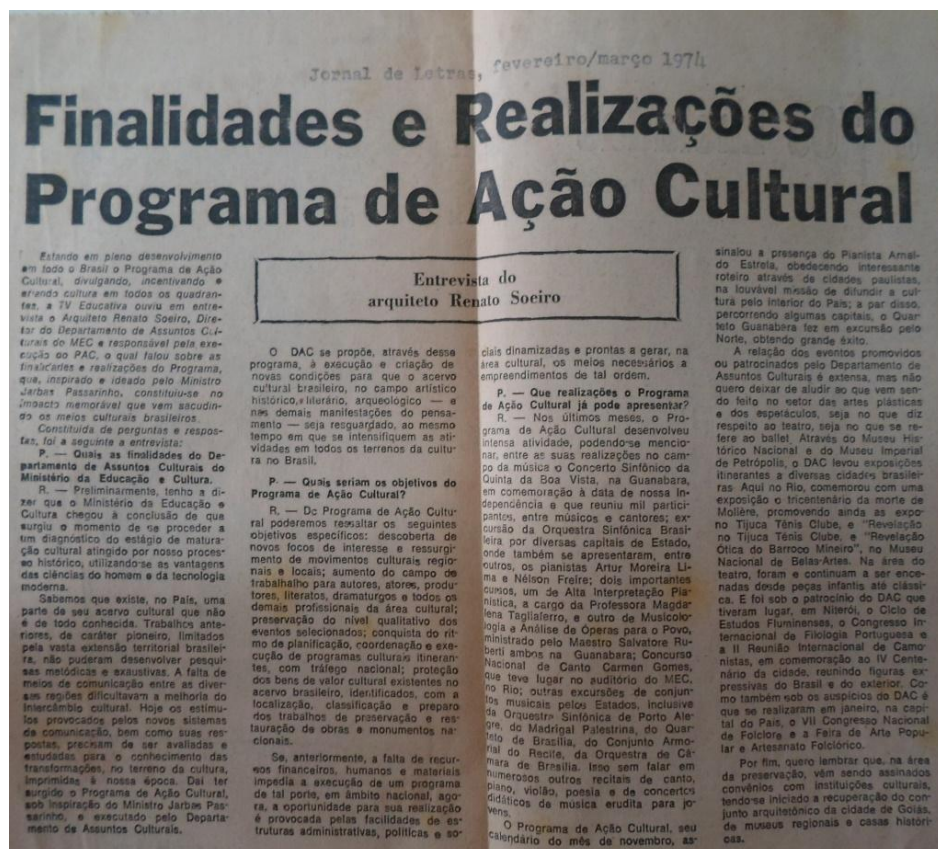 Jornal de Letras, fevereiro/março 1974
Finalidades e Realizações do
Programa de Ação Cultural
Entrevista do
arquiteto Renato Soeiro
Estando em pleno desenvolvimento
em todo o Brasil o Programa de Ação
Cultural, divulgando, incentivando e
criando cultura em todos os quadran-
tes, a TV Educativa ouviu em entre-
vista o Arquiteto Renato Soeiro, Dire-
tor do Departamento de Assuntos Cul-
turais do MEC e responsável pela exe-
cução ao PAC, o qual falou sobre as
finalidades e realizações do Programa,
que, inspirado e ideado pelo Ministro
Jarbas Passarinho, constituiu-se no
impacto memorável que vem sacudin-
do os meios culturais brasileiros.
Constituída de perguntas e respos-
tas, foi a seguinte a entrevista:
P. — Quais as finalidades do De-
partamento de Assuntos Culturais do
Ministério da Educação e Cultura.
R. — Preliminarmente, tenho a di-
zer que o Ministério da Educação e
Cultura chegou à conclusão de que
surgiu o momento de se proceder a
um diagnóstico do estágio de matura-
ção cultural atingido por nosso proces-
so histórico, utilizando-se as vantagens
das ciências do homem e da tecnologia
moderna.
Sabemos que existe, no País, uma
parte de seu acervo cultural que não
é de todo conhecida. Trabalhos ante-
riores, de caráter pioneiro, limitados
pela vasta extensão territorial brasilei-
ra, não puderam desenvolver pesqui-
sas metódicas e exaustivas. A falta de
meios de comunicação entre as diver-
sas regiões dificultavam a melhoria do
intercâmbio cultural. Hoje os estímu-
los provocados pelos novos sistemas
de comunicação, bem como suas res-
postas, precisam de ser avaliadas e
estudadas para o conhecimento das
transformações, no terreno da cultura,
imprimidas à nossa época. Daí ter
surgido o Programa de Ação Cultural,
sob inspiração do Ministro Jarbas Pas-
sarinho, e executado pelo Departa-
mento de Assuntos Culturais.
O DAC se propõe, através desse
programa, à execução e criação de
novas condições para que o acervo
cultural brasileiro, no campo artístico
histórico, literário, arqueológico — e
nas demais manifestações do pensa-
mento — seja resguardado, ao mesmo
tempo em que se intensifiquem as ati-
vidades em todos os terrenos da cultu-
ra no Brasil.
P. — Quais seriam os objetivos do
Programa de Ação Cultural?
R. — Do Programa de Ação Cultu-
ral poderemos ressaltar os seguintes
objetivos específicos: descoberta de
novos focos de interesse e ressurgi-
mento de movimentos culturais regio-
nais e locais; aumento do campo de
trabalhalho para autores, atores, produ-
tores, literatos, dramaturgos e todos os
demais profissionais da área cultural;
preservação do nível qualitativo dos
eventos selecionados; conquista do rit-
mo de planificação, coordenação e exe-
cução de programas culturais itineran-
tes, com tráfego nacional; proteção
dos bens de valor cultural existentes no
acervo brasileiro, identificados, com a
localização, classificação e preparo
dos trabalhos de preservação e res-
tauração de obras e monumentos na-
cionais.
Se, anteriormente, a falta de recur-
sos financeiros, humanos e materiais
impedia a execução de um programa
de tal porte, em âmbito nacional, ago-
ra, a oportunidade para sua realização
é provocada pelas facilidades de es-
truturas administrativas, políticas e so-
ciais dinamizadas e prontas a gerar, na
área cultural, os meios necessários a
empreendimentos de tal ordem.
P. — Que realizações o Programa
de Ação Cultural já pode apresentar?
R. — Nos últimos meses, o Pro-
grama de Ação Cultural desenvolveu
intensa atividade, podendo-se mencio-
nar, entre as suas realizações no cam-
po da música o Concerto Sinfônico da
Quinta da Boa Vista, na Guanabara,
em comemoração à data de nossa In-
dependência e que reuniu mil partici-
pantes, entre músicos e cantores; ex-
cursão da Orquestra Sinfônica Brasi-
leira por diversas capitais de Estado,
onde também se apresentaram, entre
outros, os pianistas Artur Moreira Li-
ma e Nélson Freire; dois importantes
cursos, um de Alta Interpretação Pia-
nística, a cargo da Professora Magda-
lena Tagliaferro, e outro de Musicolo-
logia e Análise de Óperas para o Povo,
ministrado pelo Maestro Salvatore Ru-
berti ambos na Guanabara; Concurso
Nacional de Canto Carmen Gomes,
que teve lugar no auditório do MEC,
no Rio; outras excursões de conjun-
tos musicais pelos Estados, inclusive
da Orquestra Sinfônica de Porto Ale-
gre, do Madrigal Palestrina, do Quar-
teto de Brasília, do Conjunto Armo-
rial do Recife, da Orquestra de Câ-
mara de Brasília. Isso sem falar em
numerosos outros recitais de canto,
piano, violão, poesia e de concertos
didáticos de música erudita para jo-
vens.
O Programa de Ação Cultural, seu
calendário do mês de novembro, as-
sinalou a presença do Pianista Arnal-
do Estrela, obedecendo interessante
roteiro através de cidades paulistas,
na louvável missão de difundir a cul-
tura pelo interior do País; a par disso,
percorrendo algumas capitais, o Quar-
teto Guanabara fez em excursão pelo
Norte, obtendo grande êxito.
A relação dos eventos promovidos
ou patrocinados pelo Departamento de
Assuntos Culturais é extensa, mas não
quero deixar de aludir ao que vem sen-
do feito no setor das artes plásticas
e dos espetáculos, seja no que diz
respeito ao teatro, seja no que se re-
fere ao ballet. Através do Museu His-
tórico Nacional e do Museu Imperial
de Petrópolis, o DAC levou exposições
itinerantes a diversas cidades brasilei-
ras Aqui no Rio, comemorou com uma
exposição o tricentenário da morte de
Molière, promovendo ainda as expo-
no Tijuca Tênis Clube, e "Revelação
no Tijuca Tênis Clube, e "Revelação
Ótica do Barroco Mineiro", no Museu
Nacional de Belas-Artes. Na área do
teatro, foram e continuam a ser ence-
nadas desde peças infantis até clássi-
ca. E foi sob o patrocínio do DAC que
tiveram lugar, em Niterói, o Ciclo de
Estudos Fluminenses, o Congresso In-
ternacional de Filologia Portuguesa e
a II Reunião Internacional de Camo-
nistas, em comemoração ao IV Cente-
nário da cidade, reunindo figuras ex-
pressivas do Brasil e do exterior. Co-
mo também sob os auspícios do DAC é
que se realizaram em janeiro, na capi-
tal do País, o VII Congresso Nacional
de Folclore e a Feira de Arte Popu-
lar e Artesanato Folclórico.
Por fim, quero lembrar que, na área
da preservação, vêm sendo assinados
convênios com instituições culturais,
tendo-se iniciado a recuperação do con-
junto arquitetônico da cidade de Goiás,
de museus regionais e casas históri-
cas.